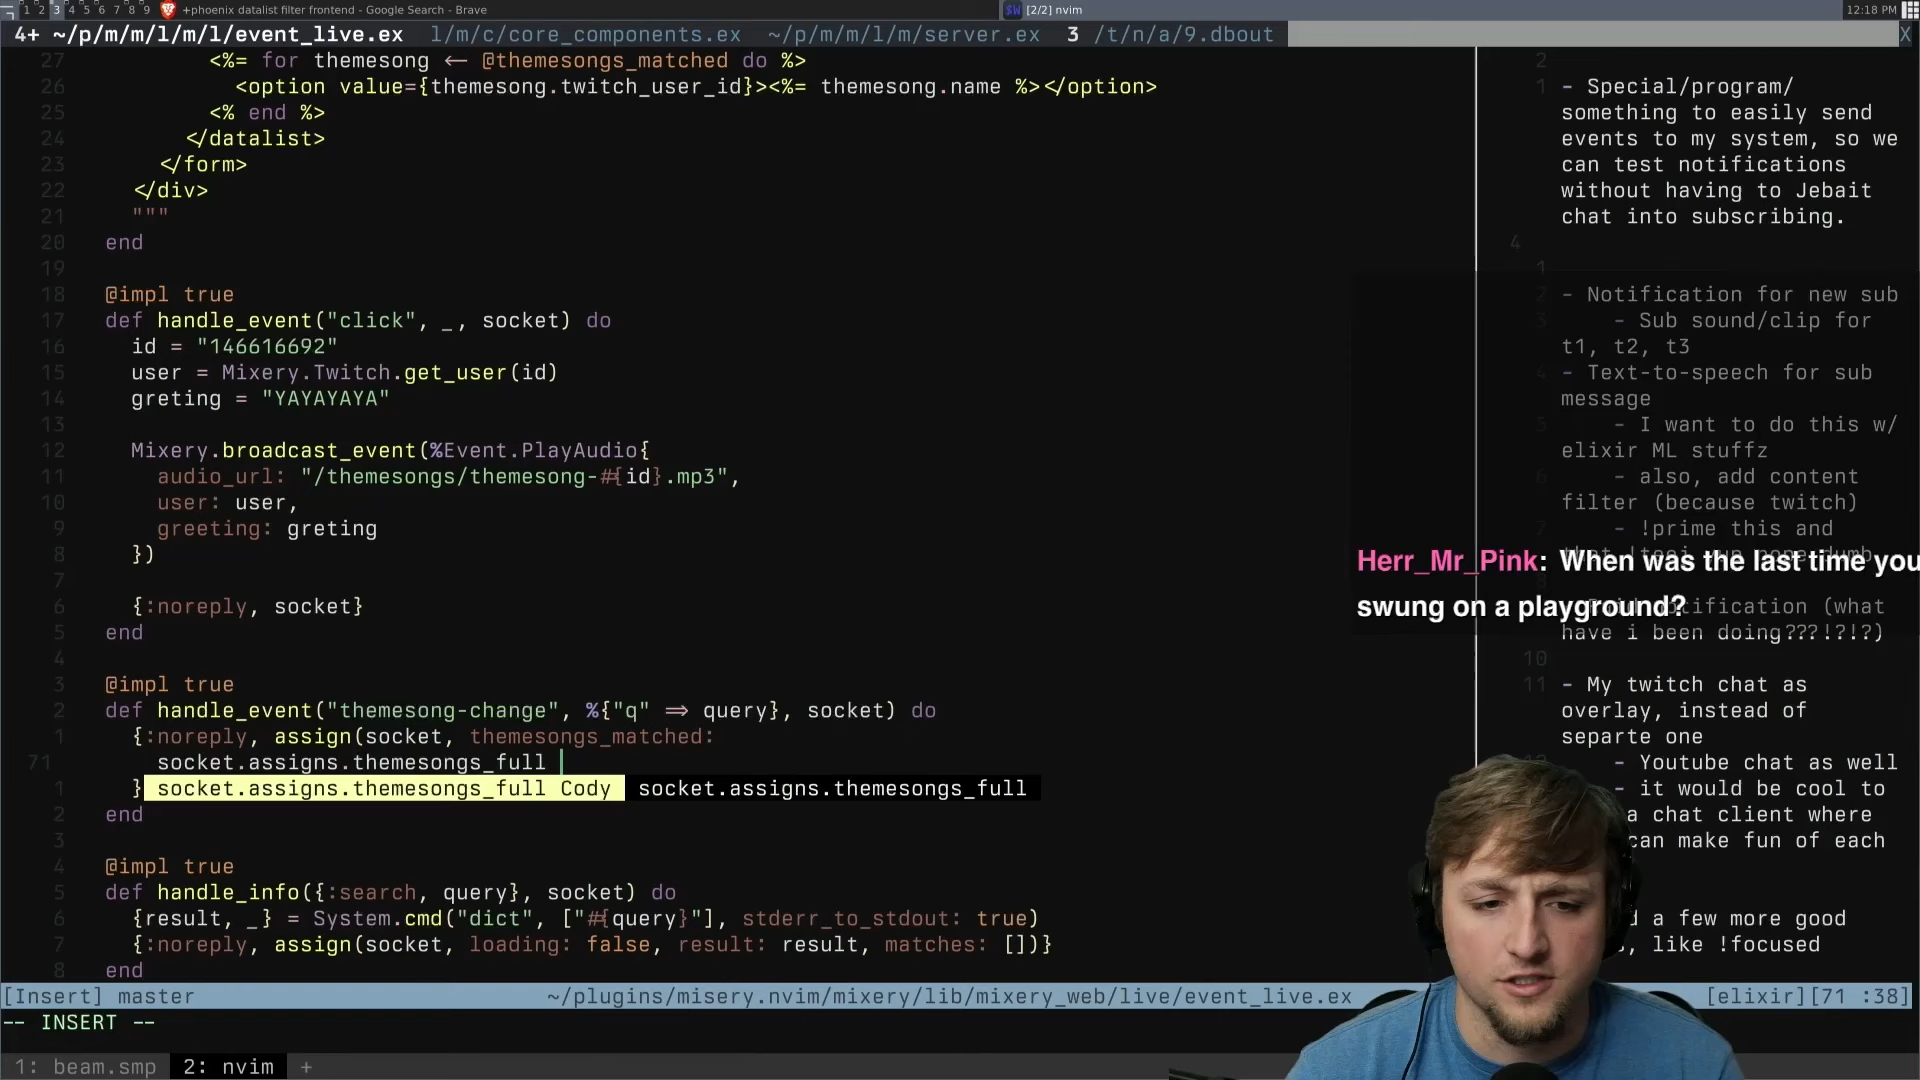 1 2 3 4 5 6 7 8 9 +phoenix datalist filter frontend - Google Search - Brave $W [2/2] nvim 12:18 PM
4+ ~/p/m/m/l/m/l/event_live.ex l/m/c/core_components.ex ~/p/m/m/l/m/server.ex 3 /t/n/a/9.dbout X
27 <%= for themesong <- @themesongs_matched do %>
26 <option value={themesong.twitch_user_id}><%= themesong.name %></option>
25 <% end %>
24 </datalist>
23 </form>
22 </div>
21 """
20 end
19
18 @impl true
17 def handle_event("click", _, socket) do
16 id = "146616692"
15 user = Mixery.Twitch.get_user(id)
14 greting = "YAYAYAYA"
13
12 Mixery.broadcast_event(%Event.PlayAudio{
11 audio_url: "/themesongs/themesong-#{id}.mp3",
10 user: user,
9 greeting: greting
8 })
7
6 {:noreply, socket}
5 end
4
3 @impl true
2 def handle_event("themesong-change", %{"q" => query}, socket) do
1 {:noreply, assign(socket, themesongs_matched:
71 socket.assigns.themesongs_full
1 } socket.assigns.themesongs_full Cody socket.assigns.themesongs_full
2 end
3
4 @impl true
5 def handle_info({:search, query}, socket) do
6 {result, _} = System.cmd("dict", ["#{query}"], stderr_to_stdout: true)
7 {:noreply, assign(socket, loading: false, result: result, matches: [])}
8 end
2
1 - Special/program/
something to easily send
events to my system, so we
can test notifications
without having to Jebait
chat into subscribing.
4
1
2 - Notification for new sub
3 - Sub sound/clip for
t1, t2, t3
4 - Text-to-speech for sub
message
5 - I want to do this w/
elixir ML stuffz
6 - also, add content
filter (because twitch)
7 - !prime this and
Herr_Mr_Pink: When was the last time you
swung on a playground?
notification (what
have i been doing???!?!?)
10
11 - My twitch chat as
overlay, instead of
separte one
- Youtube chat as well
- it would be cool to
a chat client where
can make fun of each
a few more good
, like !focused
[Insert] master ~/plugins/misery.nvim/mixery/lib/mixery_web/live/event_live.ex [elixir][71 :38]
-- INSERT --
1: beam.smp 2: nvim +